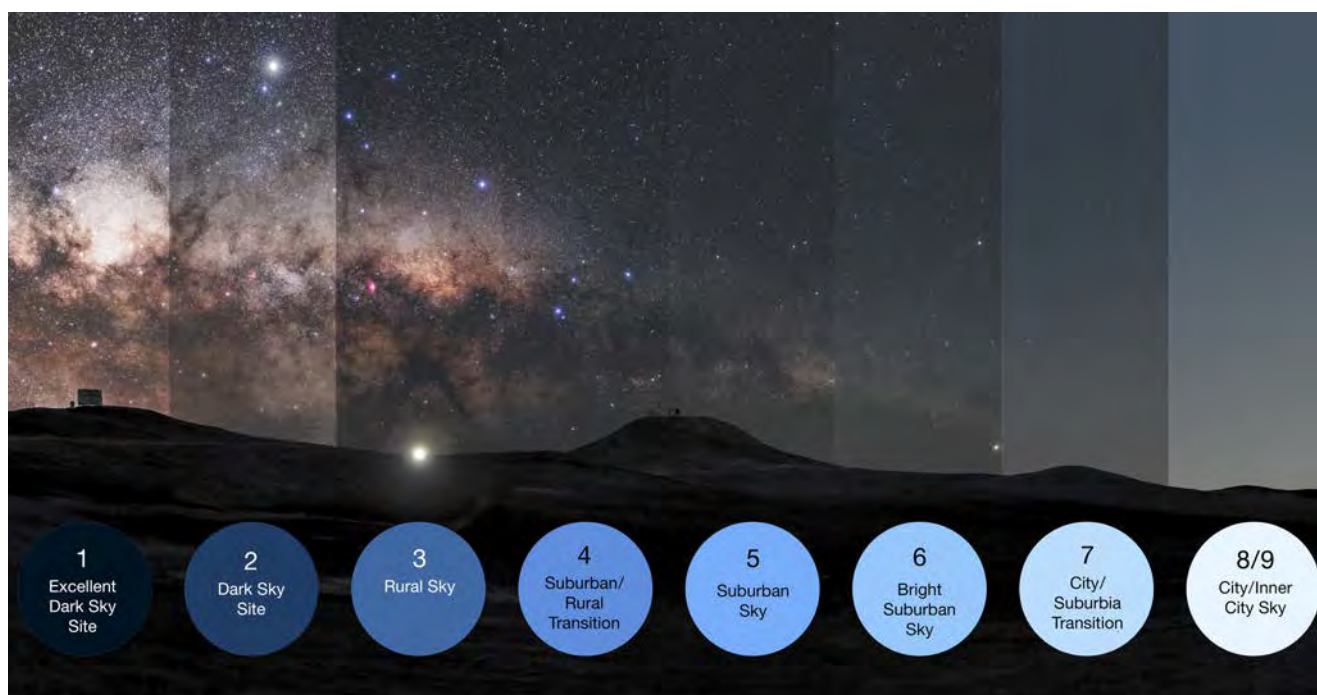 1
Excellent
Dark Sky
Site
2
Dark Sky
Site
3
Rural Sky
4
Suburban/
Rural
Transition
5
Suburban
Sky
6
Bright
Suburban
Sky
7
City/
Suburbia
Transition
8/9
City/Inner
City Sky